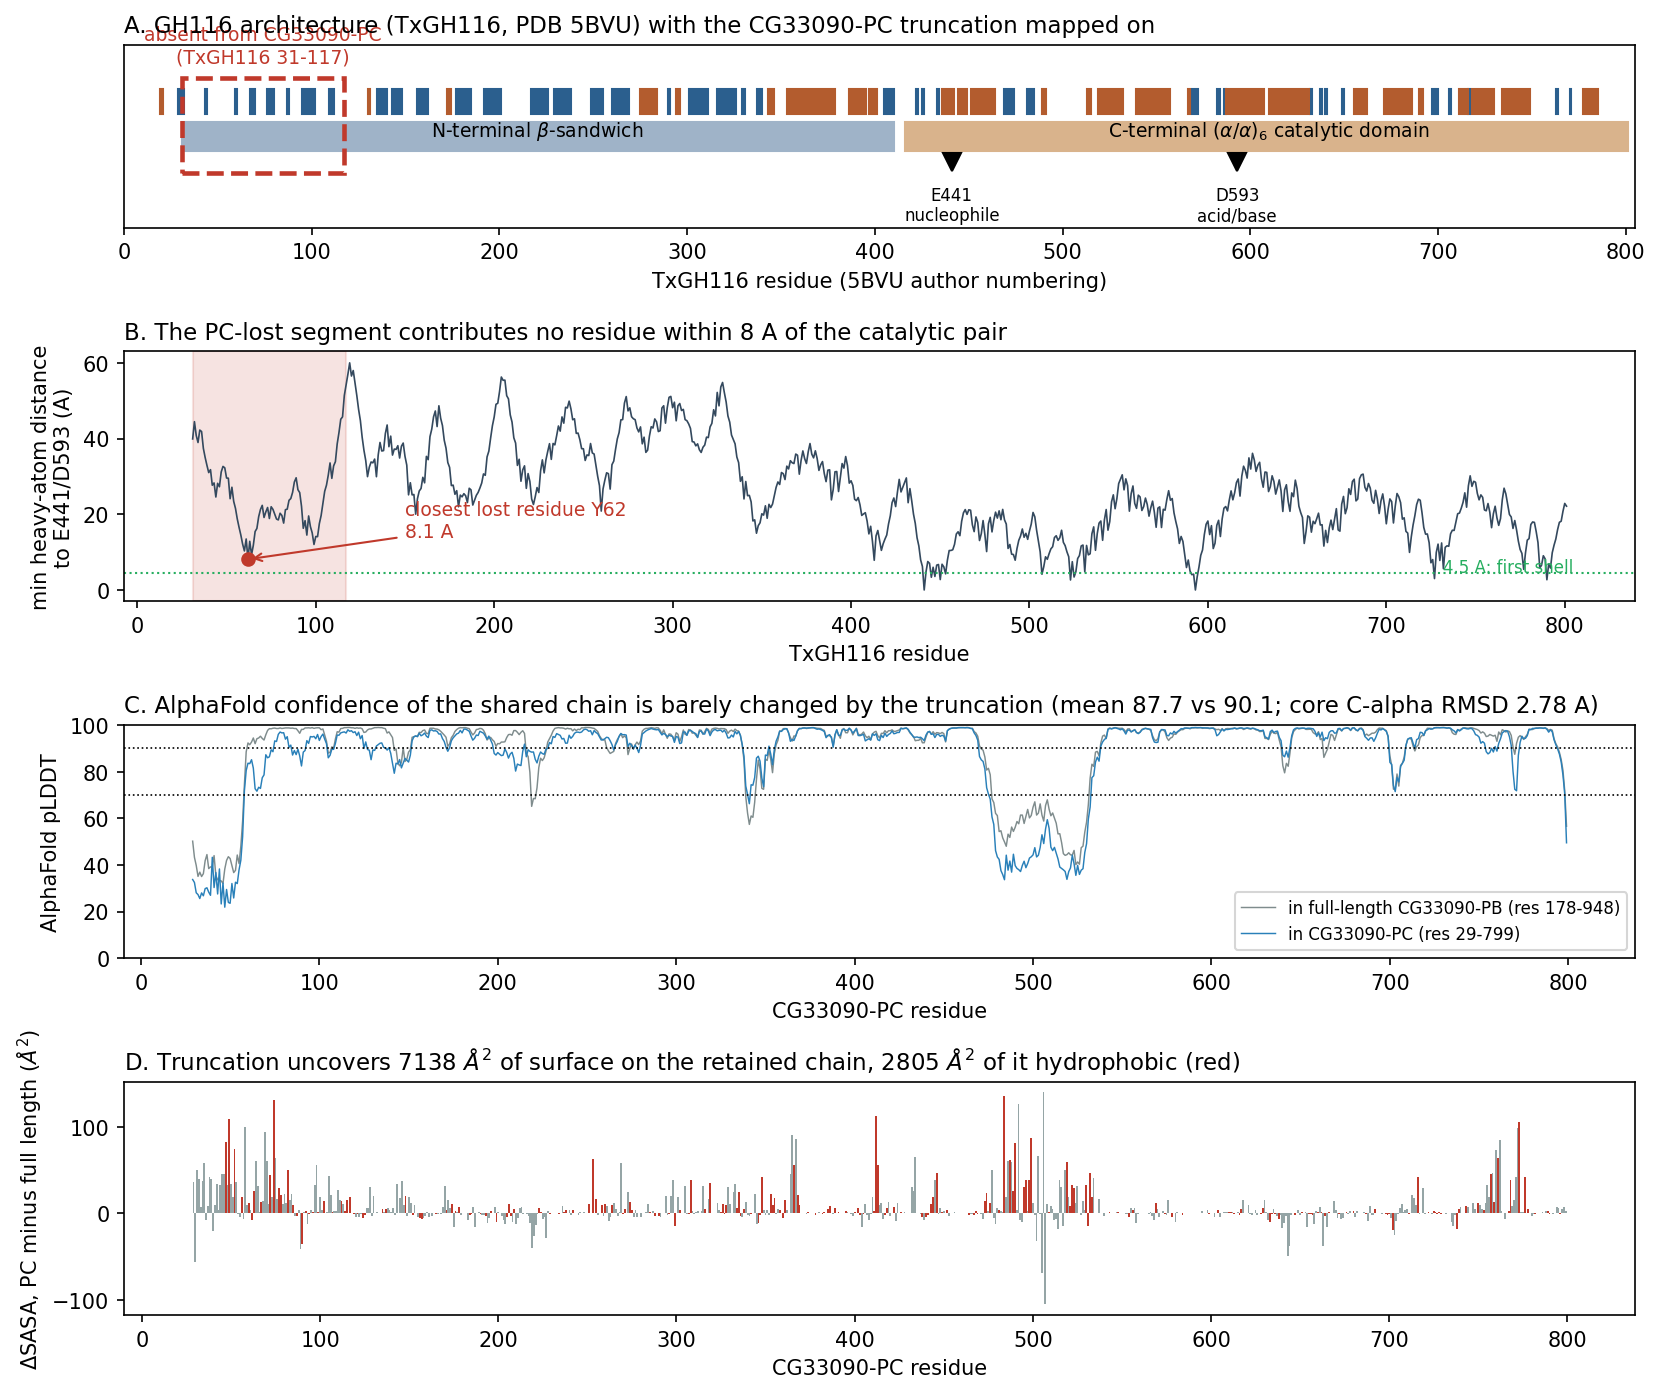 A. GH116 architecture (TxGH116, PDB 5BVU) with the CG33090-PC truncation mapped on
absent from CG33090-PC
(TxGH116 31-117)
N-terminal β-sandwich
C-terminal (α/α)₆ catalytic domain
E441
nucleophile
D593
acid/base
0 100 200 300 400 500 600 700 800
TxGH116 residue (5BVU author numbering)
B. The PC-lost segment contributes no residue within 8 A of the catalytic pair
min heavy-atom distance
to E441/D593 (A)
60
40
20
0
closest lost residue Y62
8.1 A
4.5 A: first shell
0 100 200 300 400 500 600 700 800
TxGH116 residue
C. AlphaFold confidence of the shared chain is barely changed by the truncation (mean 87.7 vs 90.1; core C-alpha RMSD 2.78 A)
AlphaFold pLDDT
100
80
60
40
20
0
in full-length CG33090-PB (res 178-948)
in CG33090-PC (res 29-799)
0 100 200 300 400 500 600 700 800
CG33090-PC residue
D. Truncation uncovers 7138 Å² of surface on the retained chain, 2805 Å² of it hydrophobic (red)
ΔSASA, PC minus full length (Å²)
100
0
−100
0 100 200 300 400 500 600 700 800
CG33090-PC residue